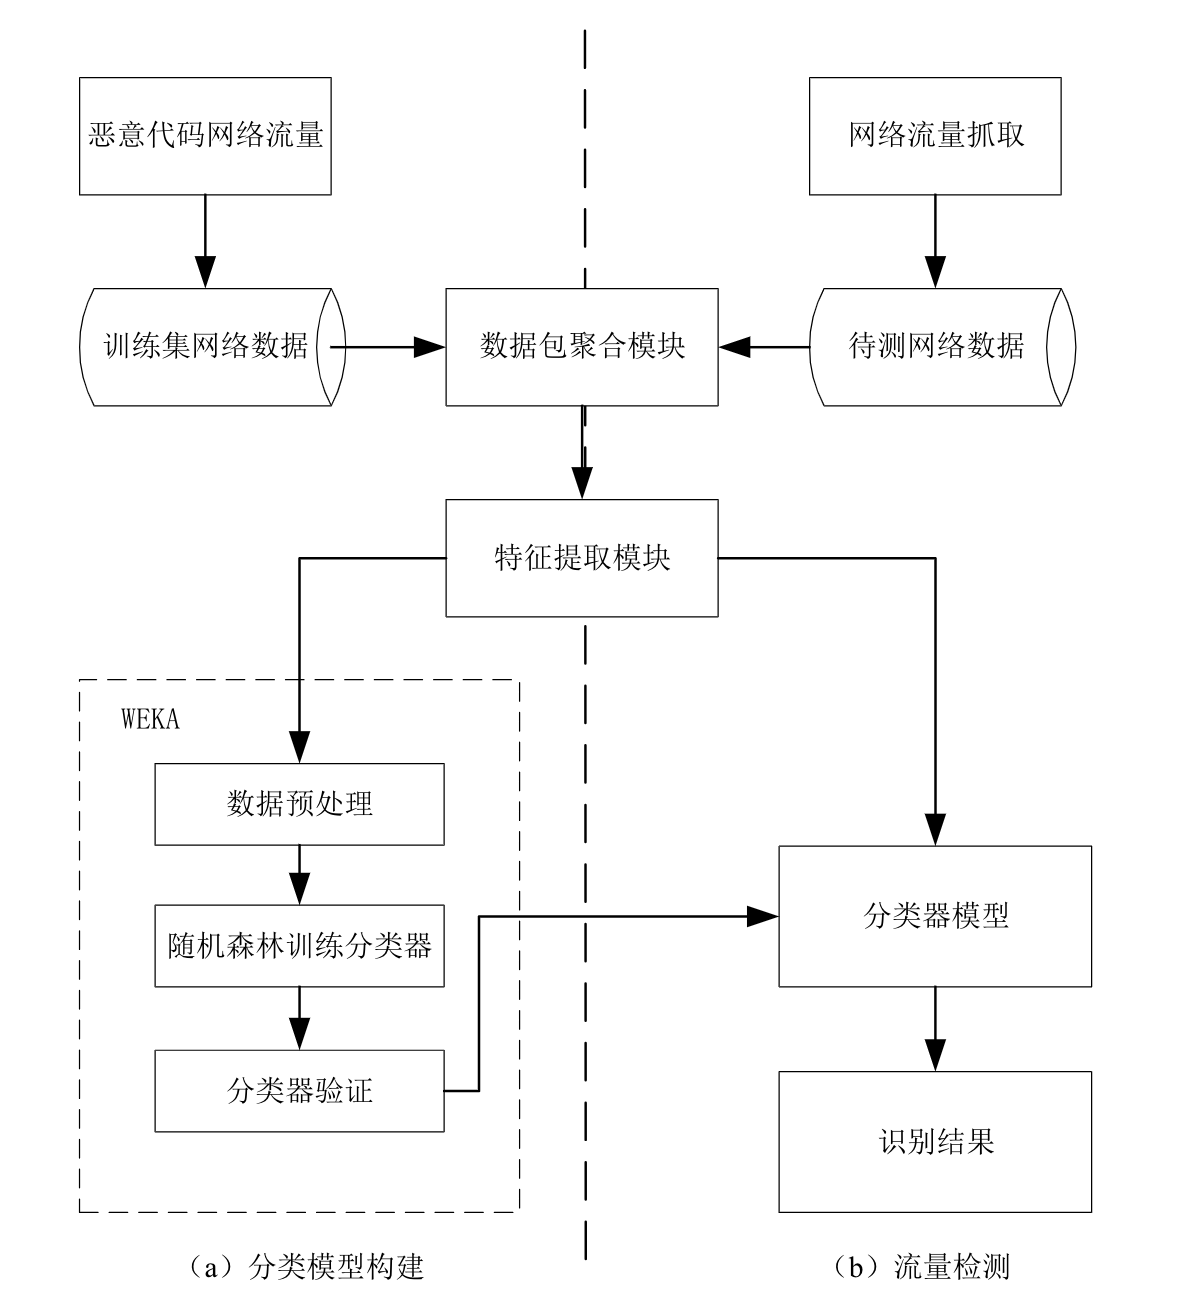 恶意代码网络流量
网络流量抓取
训练集网络数据
数据包聚合模块
待测网络数据
特征提取模块
WEKA
数据预处理
随机森林训练分类器
分类器验证
分类器模型
识别结果
（a）分类模型构建
（b）流量检测